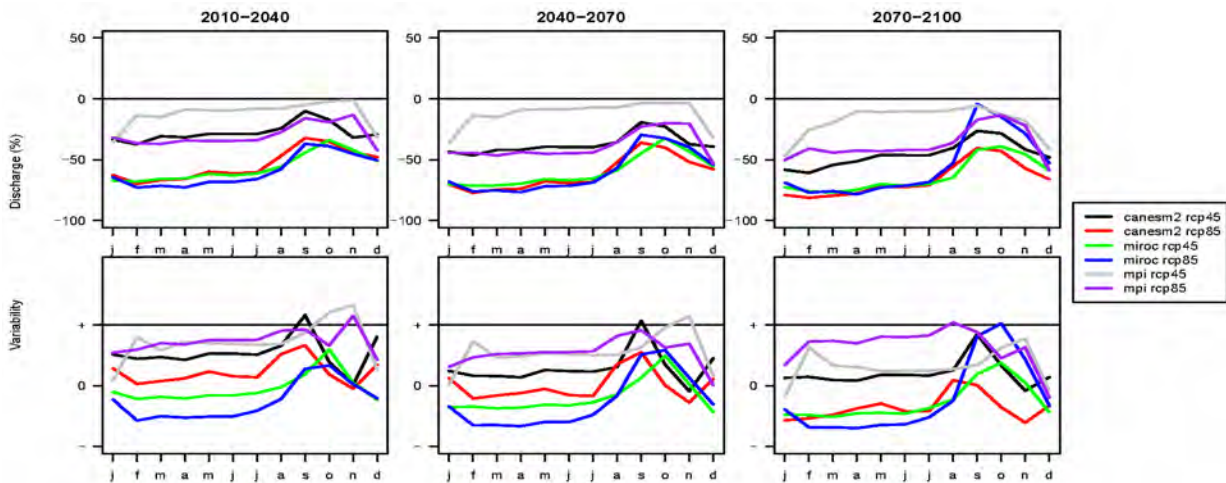 2010−2040
2040−2070
2070−2100
Discharge (%)
50
0
−50
−100
j f m a m j j a s o n d
50
0
−50
−100
j f m a m j j a s o n d
50
0
−50
−100
j f m a m j j a s o n d
Variability
+
0
−
j f m a m j j a s o n d
+
0
−
j f m a m j j a s o n d
+
0
−
j f m a m j j a s o n d
canesm2 rcp45
canesm2 rcp85
miroc rcp45
miroc rcp85
mpi rcp45
mpi rcp85